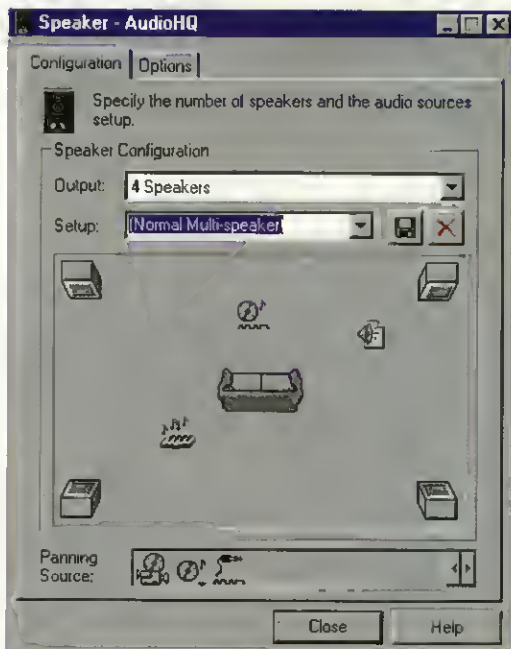 Speaker - AudioHQ
Configuration
Options
Specify the number of speakers and the audio sources
setup.
Speaker Configuration
Output:
4 Speakers
Setup:
Normal Multi-speaker
Panning
Source:
Close
Help